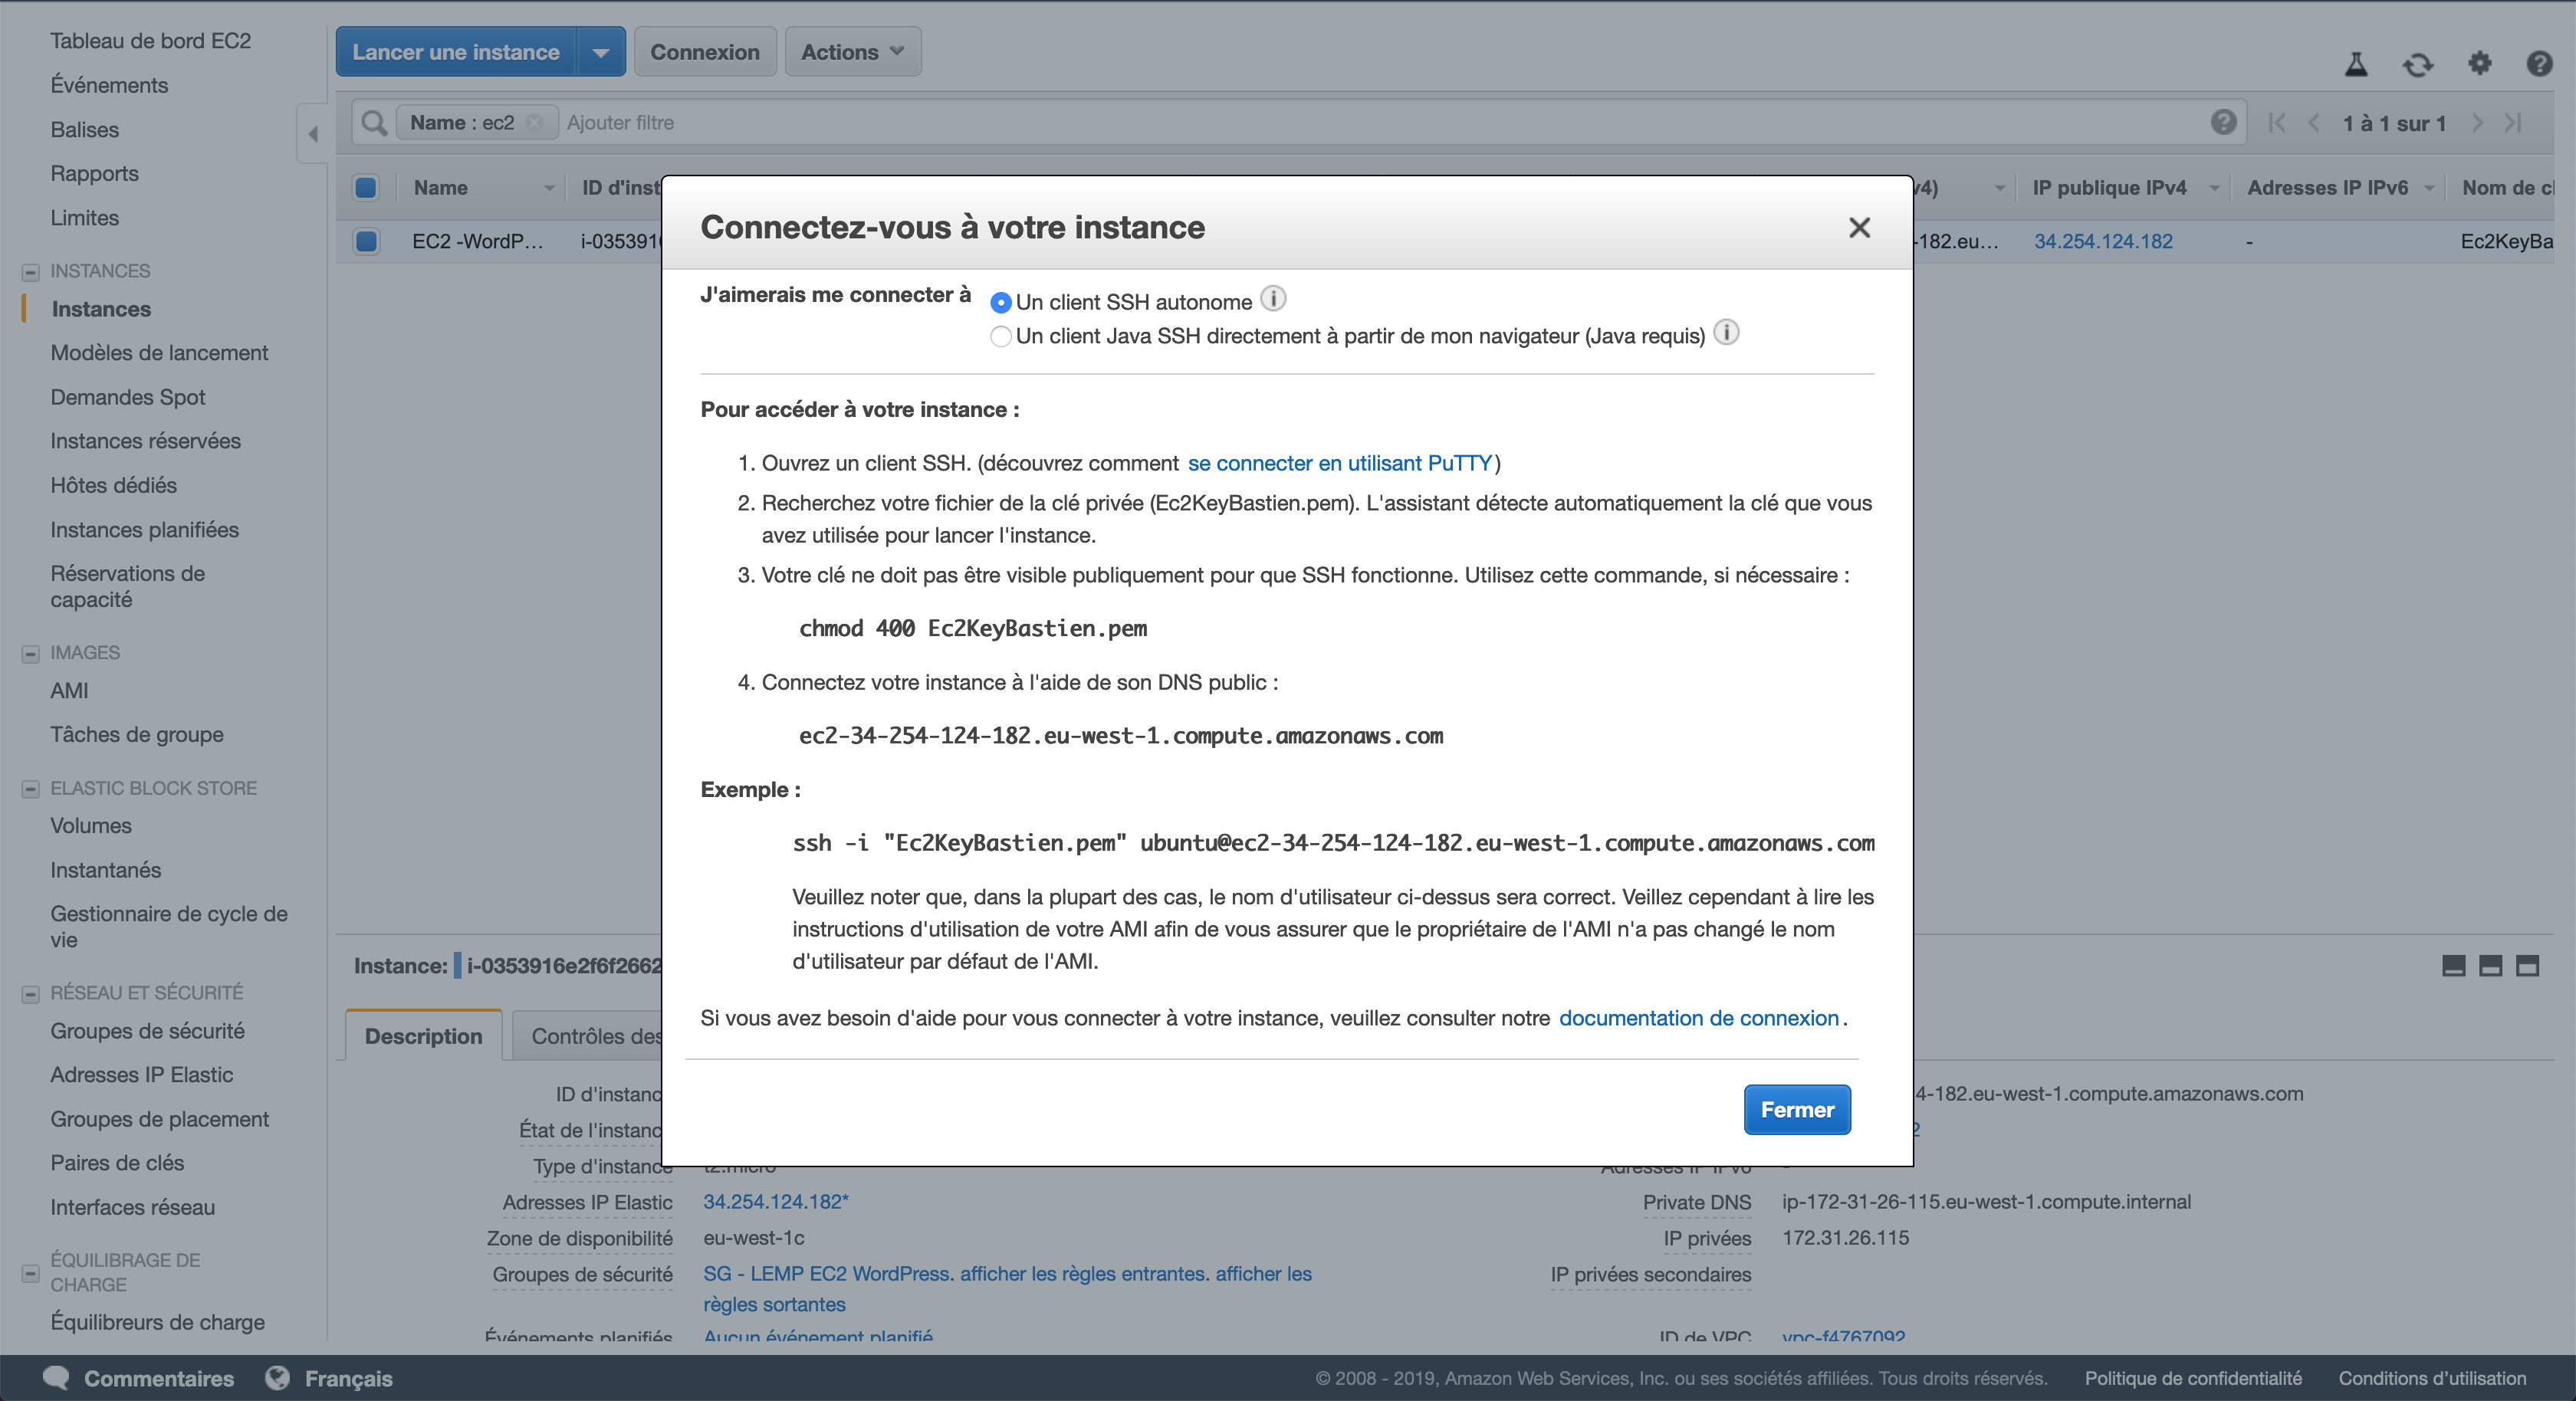 Tableau de bord EC2
Événements
Balises
Rapports
Limites
INSTANCES
Instances
Modèles de lancement
Demandes Spot
Instances réservées
Hôtes dédiés
Instances planifiées
Réservations de
capacité
IMAGES
AMI
Tâches de groupe
ELASTIC BLOCK STORE
Volumes
Instantanés
Gestionnaire de cycle de
vie
RÉSEAU ET SÉCURITÉ
Groupes de sécurité
Adresses IP Elastic
Groupes de placement
Paires de clés
Interfaces réseau
ÉQUILIBRAGE DE
CHARGE
Équilibreurs de charge
Lancer une instance Connexion Actions
Name : ec2 Ajouter filtre 1 à 1 sur 1
Name ID d'inst v4) IP publique IPv4 Adresses IP IPv6 Nom de cl
EC2 -WordP... i-035391 -182.eu... 34.254.124.182 - Ec2KeyBa
Connectez-vous à votre instance
J'aimerais me connecter à
Un client SSH autonome
Un client Java SSH directement à partir de mon navigateur (Java requis)
Pour accéder à votre instance :
1. Ouvrez un client SSH. (découvrez comment se connecter en utilisant PuTTY)
2. Recherchez votre fichier de la clé privée (Ec2KeyBastien.pem). L'assistant détecte automatiquement la clé que vous
avez utilisée pour lancer l'instance.
3. Votre clé ne doit pas être visible publiquement pour que SSH fonctionne. Utilisez cette commande, si nécessaire :
chmod 400 Ec2KeyBastien.pem
4. Connectez votre instance à l'aide de son DNS public :
ec2-34-254-124-182.eu-west-1.compute.amazonaws.com
Exemple :
ssh -i "Ec2KeyBastien.pem" ubuntu@ec2-34-254-124-182.eu-west-1.compute.amazonaws.com
Veuillez noter que, dans la plupart des cas, le nom d'utilisateur ci-dessus sera correct. Veillez cependant à lire les
instructions d'utilisation de votre AMI afin de vous assurer que le propriétaire de l'AMI n'a pas changé le nom
d'utilisateur par défaut de l'AMI.
Si vous avez besoin d'aide pour vous connecter à votre instance, veuillez consulter notre documentation de connexion .
Fermer
Instance: i-0353916e2f6f2662
Description Contrôles des
ID d'instanc 4-182.eu-west-1.compute.amazonaws.com
État de l'instanc 2
Type d'instance t2.micro Adresses IP IPv6 -
Adresses IP Elastic 34.254.124.182* Private DNS ip-172-31-26-115.eu-west-1.compute.internal
Zone de disponibilité eu-west-1c IP privées 172.31.26.115
Groupes de sécurité SG - LEMP EC2 WordPress. afficher les règles entrantes. afficher les IP privées secondaires
règles sortantes
Événements planifiés Aucun événement planifié ID de VPC vpc-f4767092
Commentaires Français © 2008 - 2019, Amazon Web Services, Inc. ou ses sociétés affiliées. Tous droits réservés. Politique de confidentialité Conditions d'utilisation